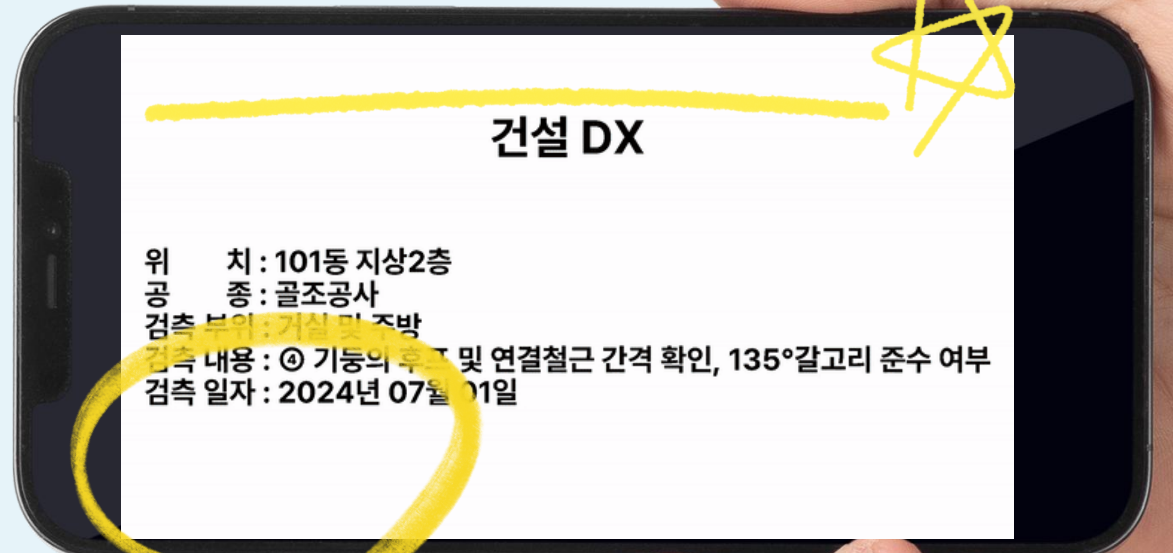 건설 DX
위 치 : 101동 지상2층
공 종 : 골조공사
검측 부위 : 거실 및 주방
검측 내용 : ④ 기둥의 후프 및 연결철근 간격 확인, 135°갈고리 준수 여부
검측 일자 : 2024년 07월 01일